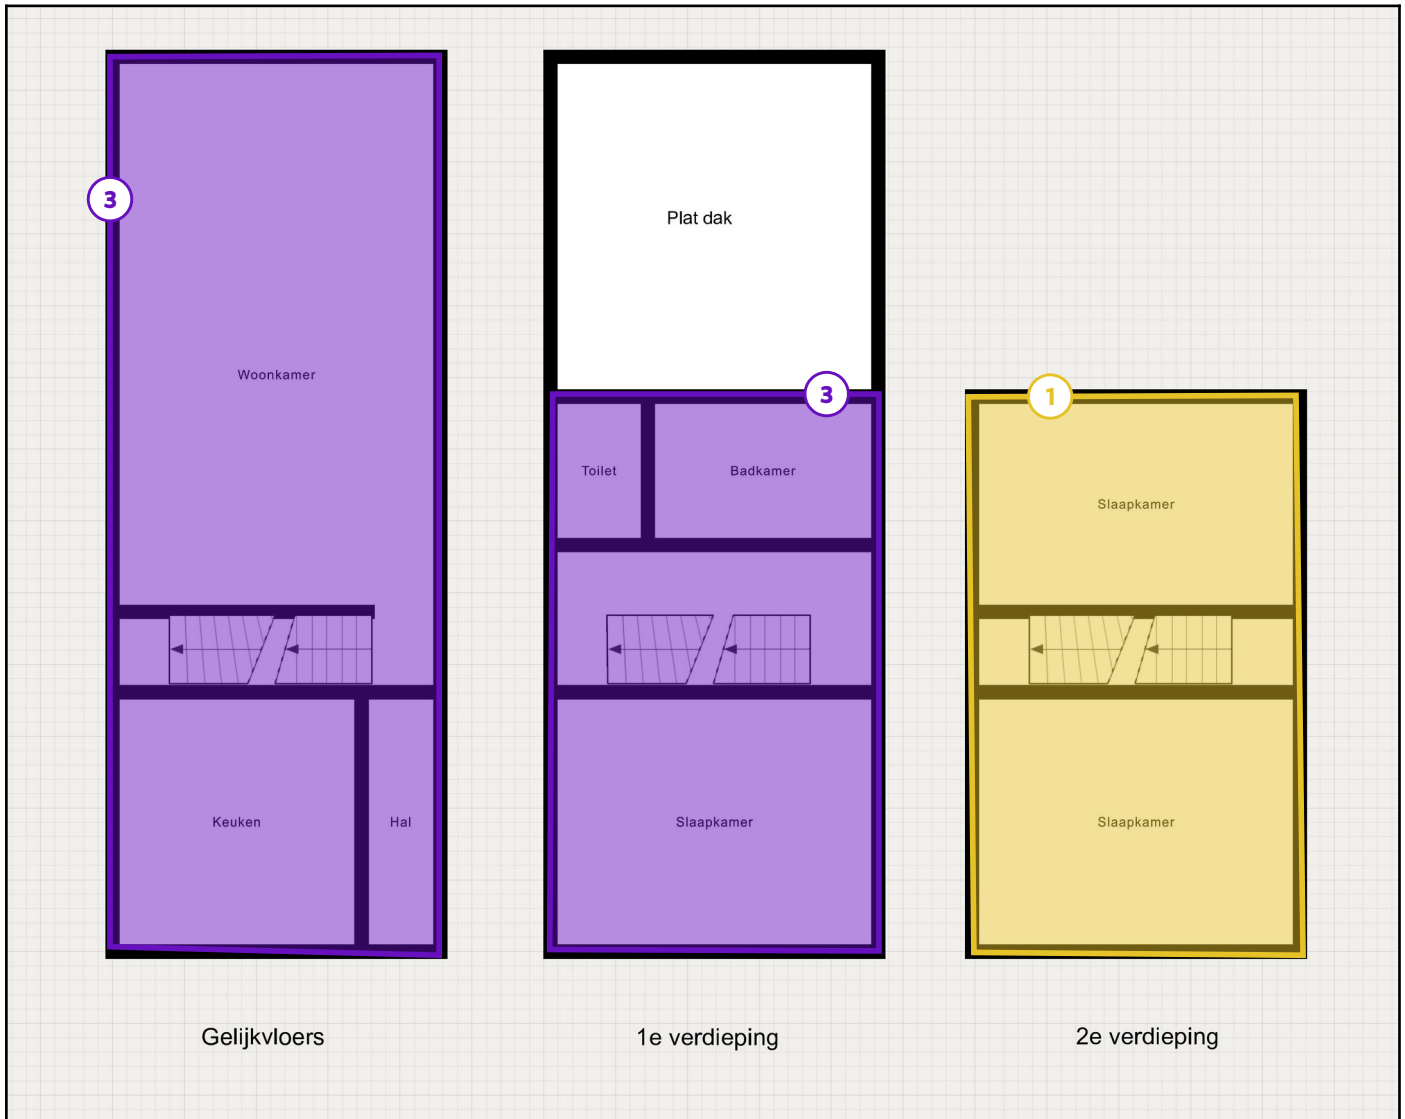 3
Woonkamer
Keuken
Hal
Gelijkvloers
Plat dak
3
Toilet
Badkamer
Slaapkamer
1e verdieping
1
Slaapkamer
Slaapkamer
2e verdieping